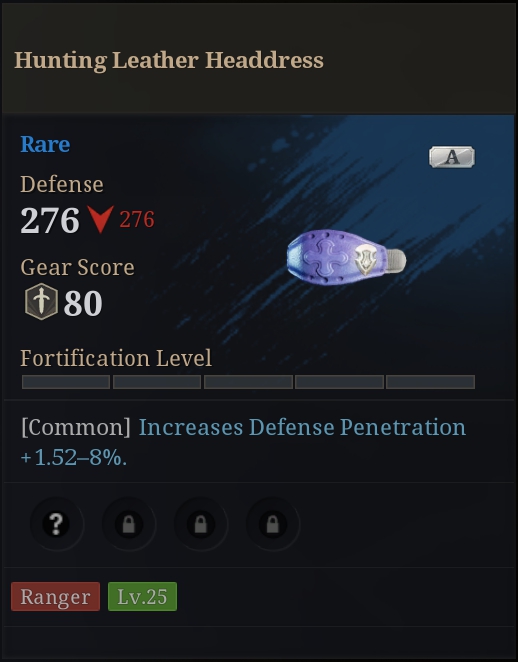 Hunting Leather Headdress
Rare
A
Defense
276 276
Gear Score
80
Fortification Level
[Common] Increases Defense Penetration
+1.52–8%.
?
Ranger Lv.25